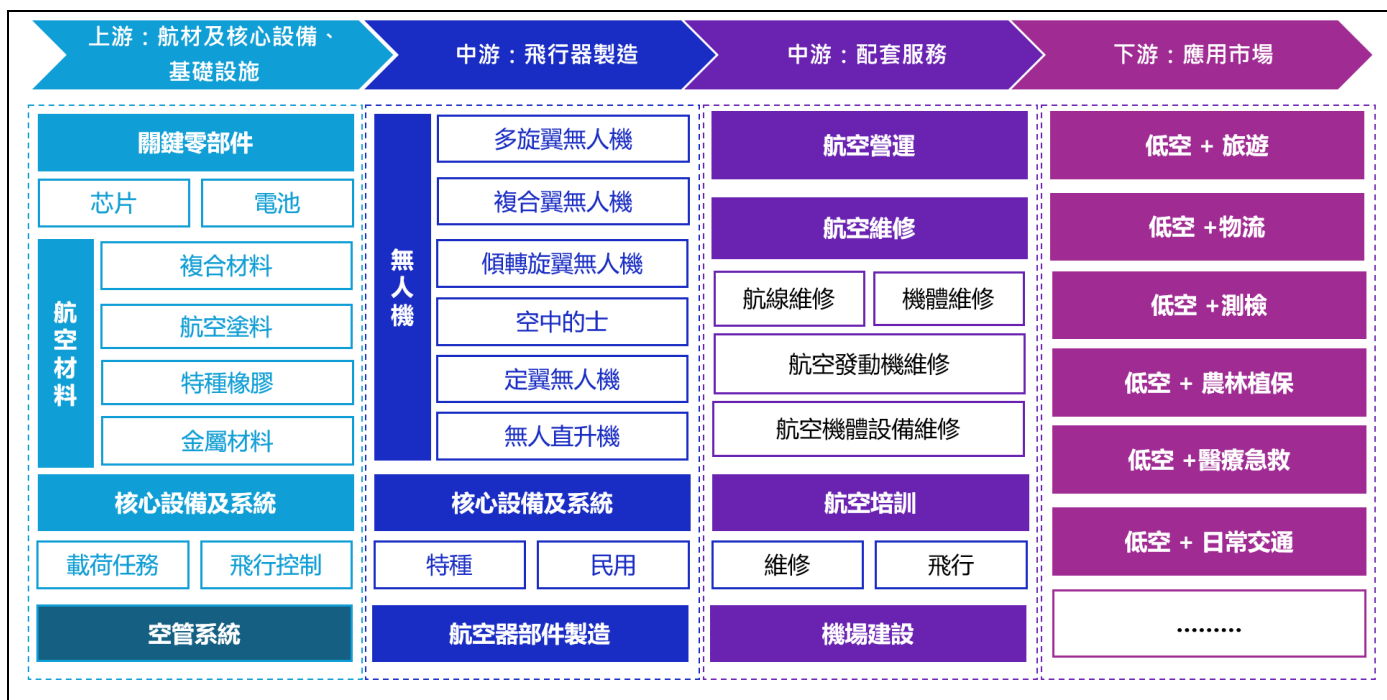 上游：航材及核心設備、
基礎設施
中游：飛行器製造
中游：配套服務
下游：應用市場
關鍵零部件
芯片
電池
航空材料
複合材料
航空塗料
特種橡膠
金屬材料
核心設備及系統
載荷任務
飛行控制
空管系統
無人機
多旋翼無人機
複合翼無人機
傾轉旋翼無人機
空中的士
定翼無人機
無人直升機
核心設備及系統
特種
民用
航空器部件製造
航空營運
航空維修
航線維修
機體維修
航空發動機維修
航空機體設備維修
航空培訓
維修
飛行
機場建設
低空 + 旅遊
低空 +物流
低空 +測檢
低空 + 農林植保
低空 +醫療急救
低空 + 日常交通
.........